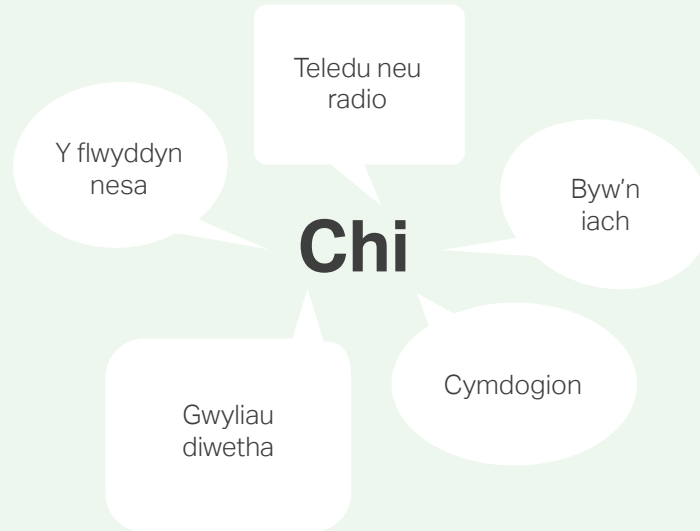 Teledu neu
radio
Y flwyddyn
nesa
Byw'n
iach
Chi
Cymdogion
Gwyliau
diwetha